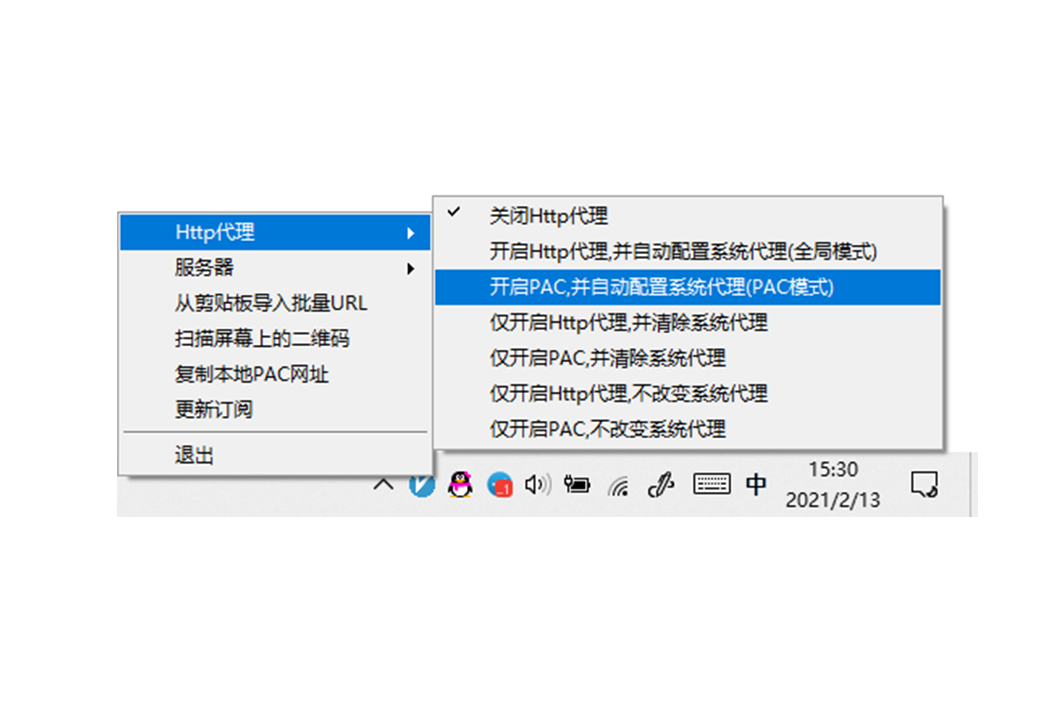 Http代理
服务器
从剪贴板导入批量URL
扫描屏幕上的二维码
复制本地PAC网址
更新订阅
退出
关闭Http代理
开启Http代理,并自动配置系统代理(全局模式)
开启PAC,并自动配置系统代理(PAC模式)
仅开启Http代理,并清除系统代理
仅开启PAC,并清除系统代理
仅开启Http代理,不改变系统代理
仅开启PAC,不改变系统代理
中
15:30
2021/2/13